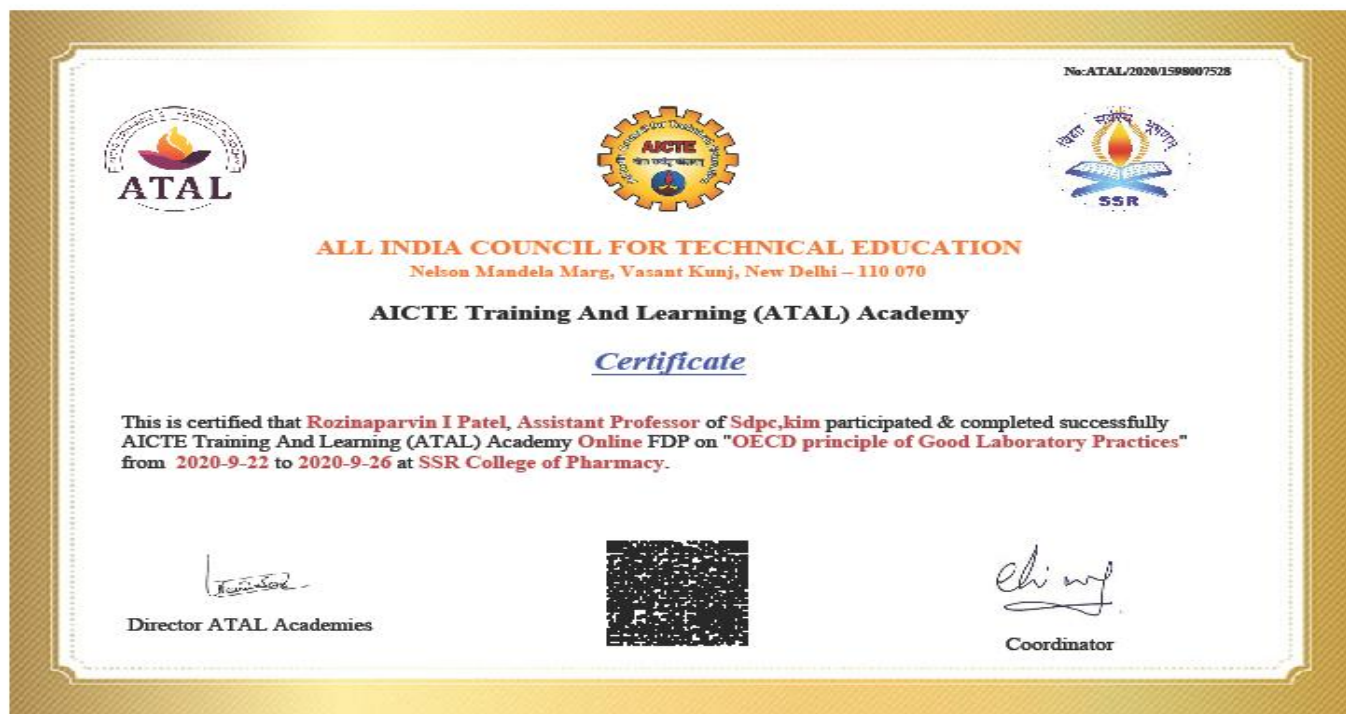 No:ATAL/2020/1598007528
ATAL
AICTE
विद्या सर्वस्य भूषणम्
SSR
ALL INDIA COUNCIL FOR TECHNICAL EDUCATION
Nelson Mandela Marg, Vasant Kunj, New Delhi – 110 070
AICTE Training And Learning (ATAL) Academy
Certificate
This is certified that Rozinaparvin I Patel, Assistant Professor of Sdpc,kim participated & completed successfully
AICTE Training And Learning (ATAL) Academy Online FDP on "OECD principle of Good Laboratory Practices"
from 2020-9-22 to 2020-9-26 at SSR College of Pharmacy.
Director ATAL Academies
Coordinator